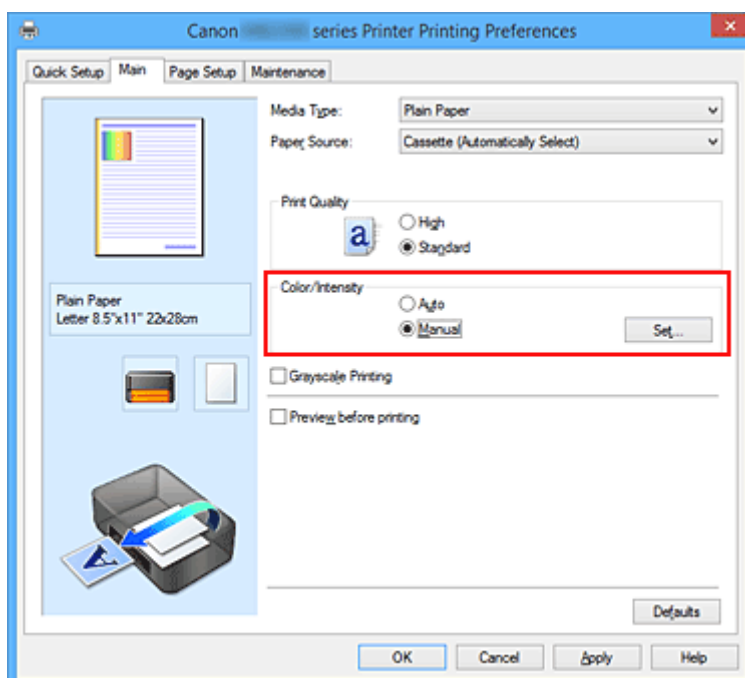 Canon series Printer Printing Preferences
Quick Setup Main Page Setup Maintenance
Media Type: Plain Paper
Paper Source: Cassette (Automatically Select)
Print Quality
High
a
Standard
Color/Intensity
Auto
Manual Set...
Plain Paper
Letter 8.5"x11" 22x28cm
Grayscale Printing
Preview before printing
A
Defaults
OK Cancel Apply Help